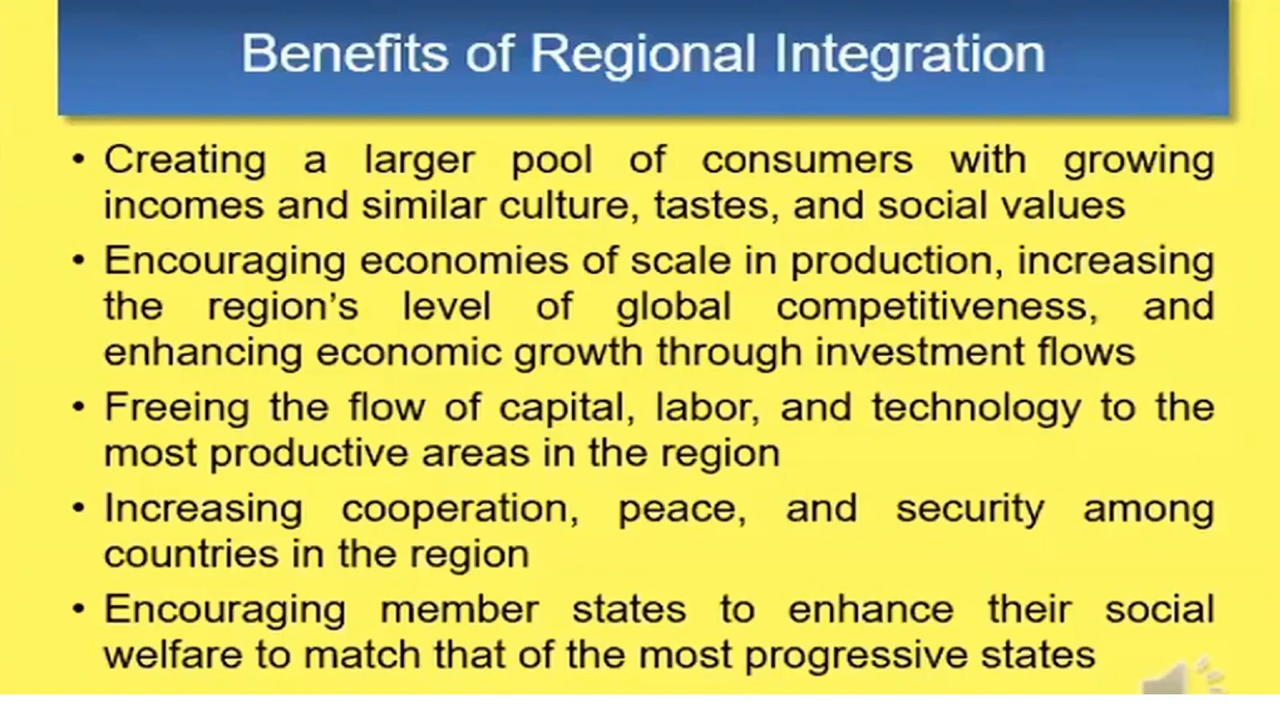 Benefits of Regional Integration
• Creating a larger pool of consumers with growing
incomes and similar culture, tastes, and social values
• Encouraging economies of scale in production, increasing
the region’s level of global competitiveness, and
enhancing economic growth through investment flows
• Freeing the flow of capital, labor, and technology to the
most productive areas in the region
• Increasing cooperation, peace, and security among
countries in the region
• Encouraging member states to enhance their social
welfare to match that of the most progressive states